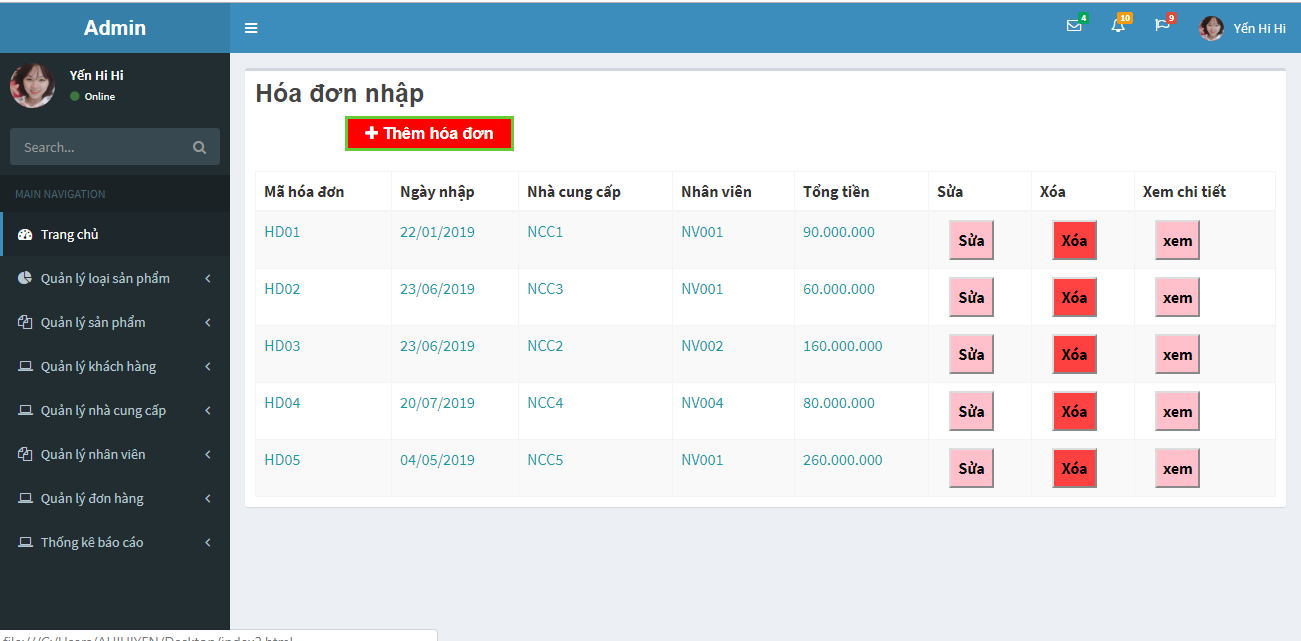 Admin
4
10
9
Yến Hi Hi
Yến Hi Hi
Online
Search...
MAIN NAVIGATION
Trang chủ
Quản lý loại sản phẩm
Quản lý sản phẩm
Quản lý khách hàng
Quản lý nhà cung cấp
Quản lý nhân viên
Quản lý đơn hàng
Thống kê báo cáo
Hóa đơn nhập
Thêm hóa đơn
Mã hóa đơn Ngày nhập Nhà cung cấp Nhân viên Tổng tiền Sửa Xóa Xem chi tiết
HD01 22/01/2019 NCC1 NV001 90.000.000 Sửa Xóa xem
HD02 23/06/2019 NCC3 NV001 60.000.000 Sửa Xóa xem
HD03 23/06/2019 NCC2 NV002 160.000.000 Sửa Xóa xem
HD04 20/07/2019 NCC4 NV004 80.000.000 Sửa Xóa xem
HD05 04/05/2019 NCC5 NV001 260.000.000 Sửa Xóa xem